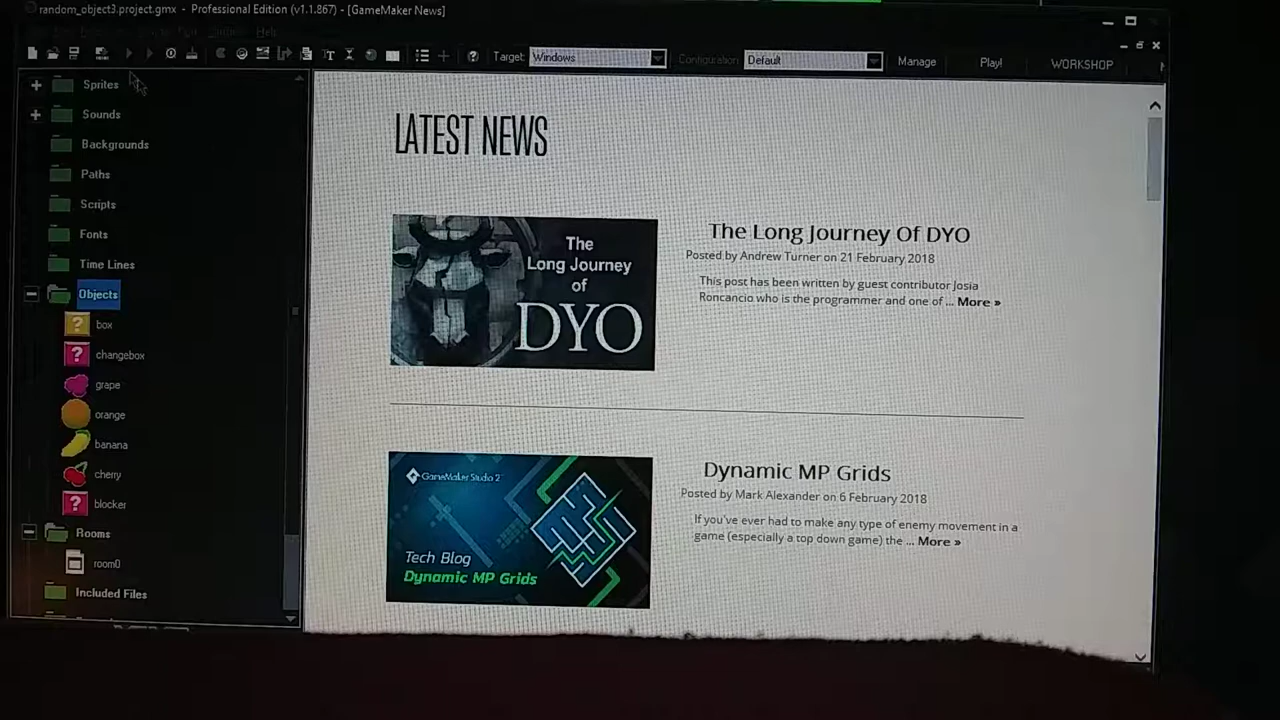 random_object3.project.gmx - Professional Edition (v1.1.867) - [GameMaker News]
Help
Target: Windows Configuration Default Manage Play! WORKSHOP
Sprites
Sounds
Backgrounds
Paths
Scripts
Fonts
Time Lines
Objects
box
changebox
grape
orange
banana
cherry
blocker
Rooms
room0
Included Files
LATEST NEWS
The
Long Journey
of
DYO
The Long Journey Of DYO
Posted by Andrew Turner on 21 February 2018
This post has been written by guest contributor Josia
Roncancio who is the programmer and one of ... More »
GameMaker Studio 2
Tech Blog
Dynamic MP Grids
Dynamic MP Grids
Posted by Mark Alexander on 6 February 2018
If you've ever had to make any type of enemy movement in a
game (especially a top down game) the ... More »